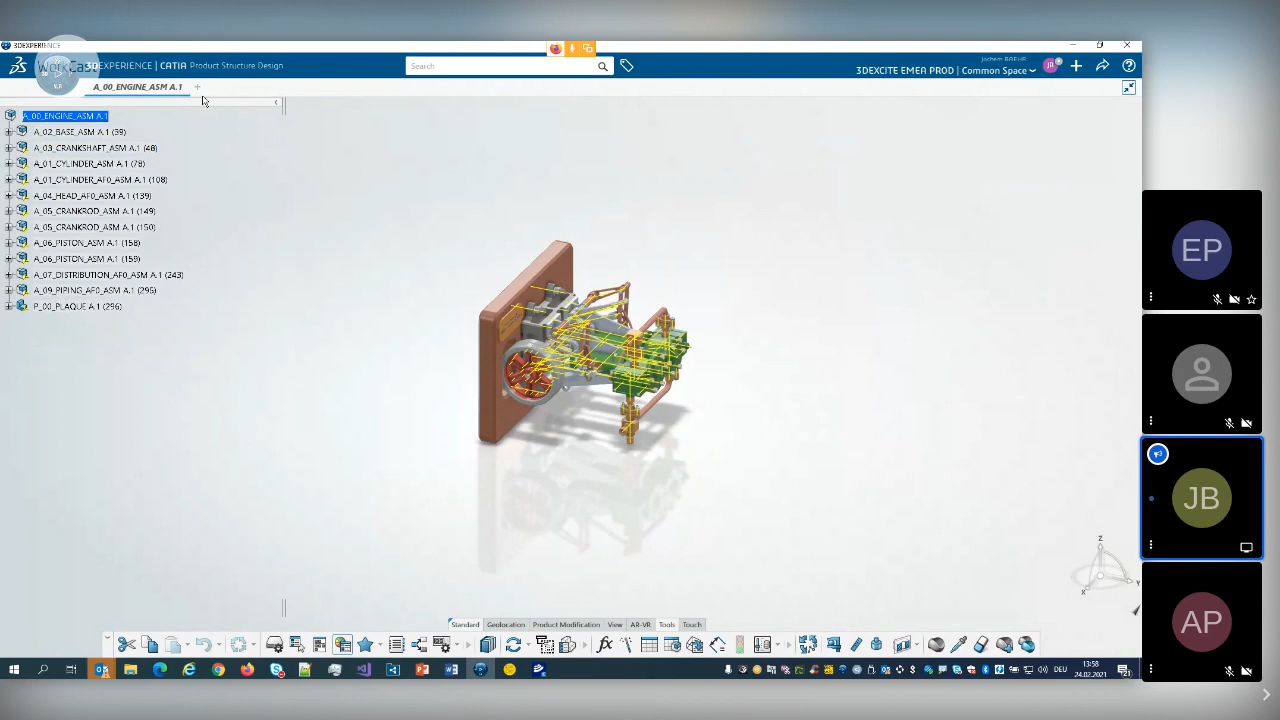 3DEXPERIENCE
WorkCast
3DEXPERIENCE | CATIA Product Structure Design
Search
3DEXCITE EMEA PROD | Common Space
A_00_ENGINE_ASM A.1
A_00_ENGINE_ASM A.1
A_02_BASE_ASM A.1 (39)
A_03_CRANKSHAFT_ASM A.1 (48)
A_01_CYLINDER_ASM A.1 (78)
A_01_CYLINDER_AF0_ASM A.1 (108)
A_04_HEAD_AF0_ASM A.1 (139)
A_05_CRANKROD_ASM A.1 (149)
A_05_CRANKROD_ASM A.1 (150)
A_06_PISTON_ASM A.1 (158)
A_06_PISTON_ASM A.1 (159)
A_07_DISTRIBUTION_AF0_ASM A.1 (243)
A_09_PIPING_AF0_ASM A.1 (295)
P_00_PLAQUE A.1 (296)
EP
JB
AP
Z
Y
X
Standard Geolocation Product Modification View AR-VR Tools Touch
DEU
13:58
24.02.2021
21